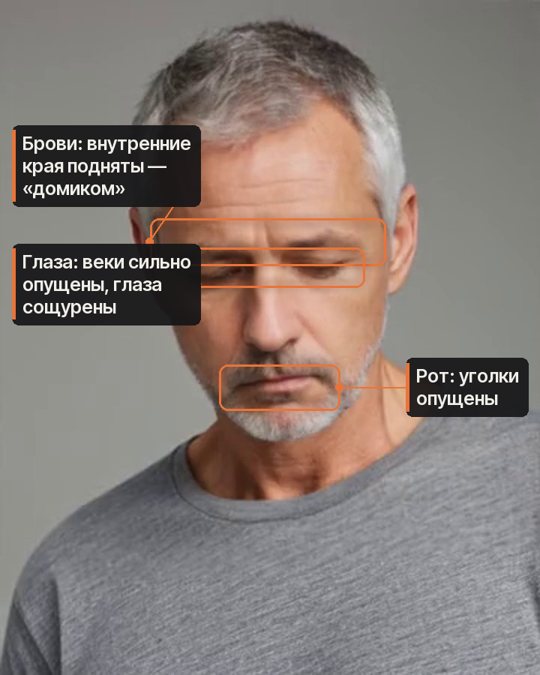 Брови: внутренние
края подняты —
«домиком»
Глаза: веки сильно
опущены, глаза
сощурены
Рот: уголки
опущены